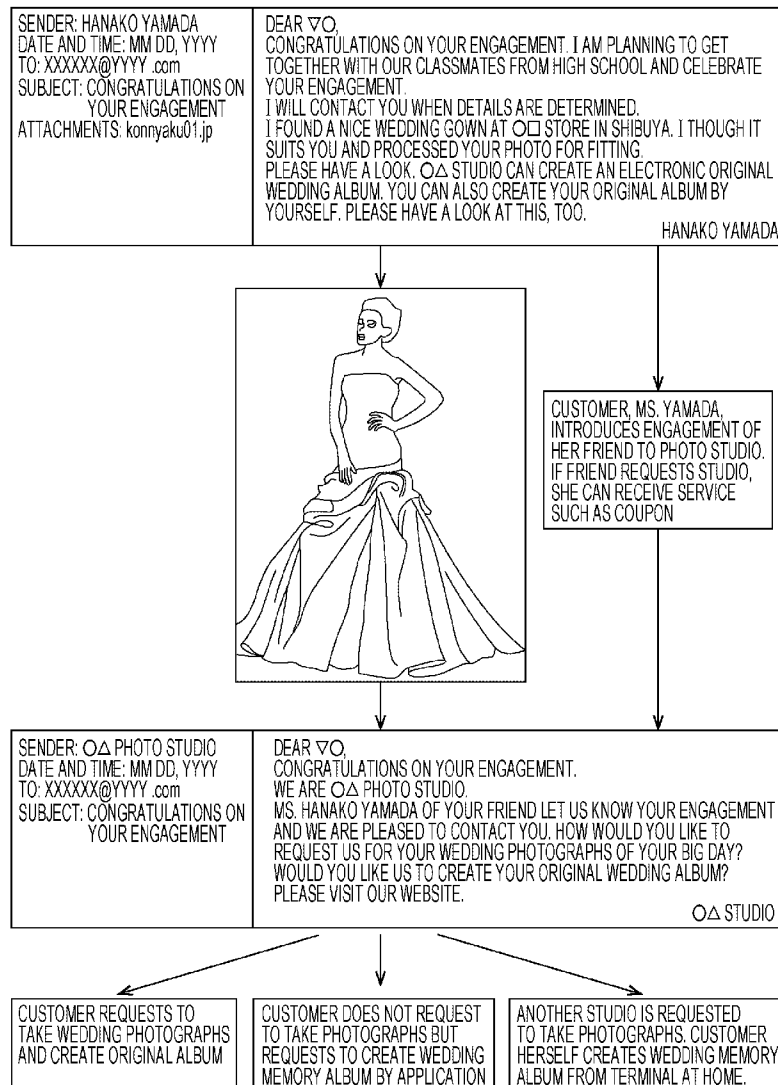 SENDER: HANAKO YAMADA
DATE AND TIME: MM DD, YYYY
TO: XXXXXX@YYYY .com
SUBJECT: CONGRATULATIONS ON
YOUR ENGAGEMENT
ATTACHMENTS: konnyaku01.jp
DEAR ▽○,
CONGRATULATIONS ON YOUR ENGAGEMENT. I AM PLANNING TO GET
TOGETHER WITH OUR CLASSMATES FROM HIGH SCHOOL AND CELEBRATE
YOUR ENGAGEMENT.
I WILL CONTACT YOU WHEN DETAILS ARE DETERMINED.
I FOUND A NICE WEDDING GOWN AT ○□ STORE IN SHIBUYA. I THOUGH IT
SUITS YOU AND PROCESSED YOUR PHOTO FOR FITTING.
PLEASE HAVE A LOOK. ○△ STUDIO CAN CREATE AN ELECTRONIC ORIGINAL
WEDDING ALBUM. YOU CAN ALSO CREATE YOUR ORIGINAL ALBUM BY
YOURSELF. PLEASE HAVE A LOOK AT THIS, TOO.
HANAKO YAMADA
CUSTOMER, MS. YAMADA,
INTRODUCES ENGAGEMENT OF
HER FRIEND TO PHOTO STUDIO.
IF FRIEND REQUESTS STUDIO,
SHE CAN RECEIVE SERVICE
SUCH AS COUPON
SENDER: ○△ PHOTO STUDIO
DATE AND TIME: MM DD, YYYY
TO: XXXXXX@YYYY .com
SUBJECT: CONGRATULATIONS ON
YOUR ENGAGEMENT
DEAR ▽○,
CONGRATULATIONS ON YOUR ENGAGEMENT.
WE ARE ○△ PHOTO STUDIO.
MS. HANAKO YAMADA OF YOUR FRIEND LET US KNOW YOUR ENGAGEMENT
AND WE ARE PLEASED TO CONTACT YOU. HOW WOULD YOU LIKE TO
REQUEST US FOR YOUR WEDDING PHOTOGRAPHS OF YOUR BIG DAY?
WOULD YOU LIKE US TO CREATE YOUR ORIGINAL WEDDING ALBUM?
PLEASE VISIT OUR WEBSITE.
○△ STUDIO
CUSTOMER REQUESTS TO
TAKE WEDDING PHOTOGRAPHS
AND CREATE ORIGINAL ALBUM
CUSTOMER DOES NOT REQUEST
TO TAKE PHOTOGRAPHS BUT
REQUESTS TO CREATE WEDDING
MEMORY ALBUM BY APPLICATION
ANOTHER STUDIO IS REQUESTED
TO TAKE PHOTOGRAPHS. CUSTOMER
HERSELF CREATES WEDDING MEMORY
ALBUM FROM TERMINAL AT HOME.